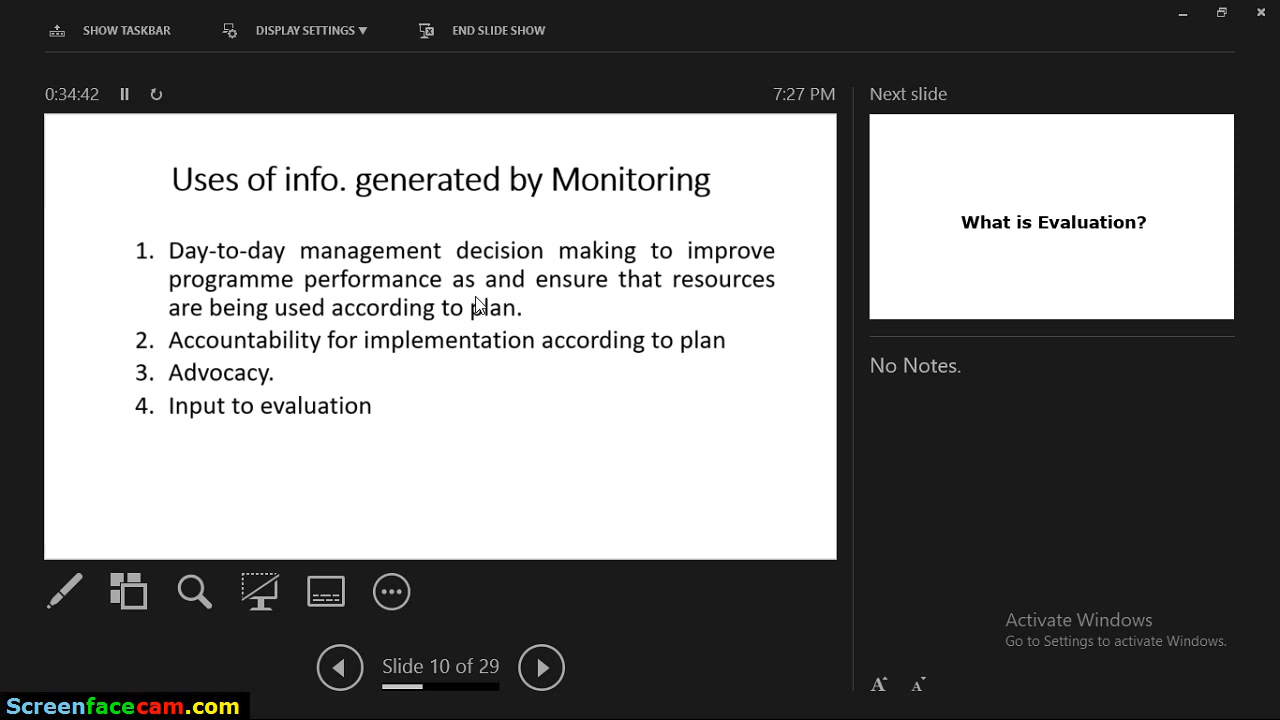 SHOW TASKBAR
DISPLAY SETTINGS ▼
END SLIDE SHOW
0:34:42
7:27 PM
Next slide
Uses of info. generated by Monitoring
1. Day-to-day management decision making to improve
programme performance as and ensure that resources
are being used according to plan.
2. Accountability for implementation according to plan
3. Advocacy.
4. Input to evaluation
What is Evaluation?
No Notes.
Slide 10 of 29
Activate Windows
Go to Settings to activate Windows.
A A
Screenfacecam.com